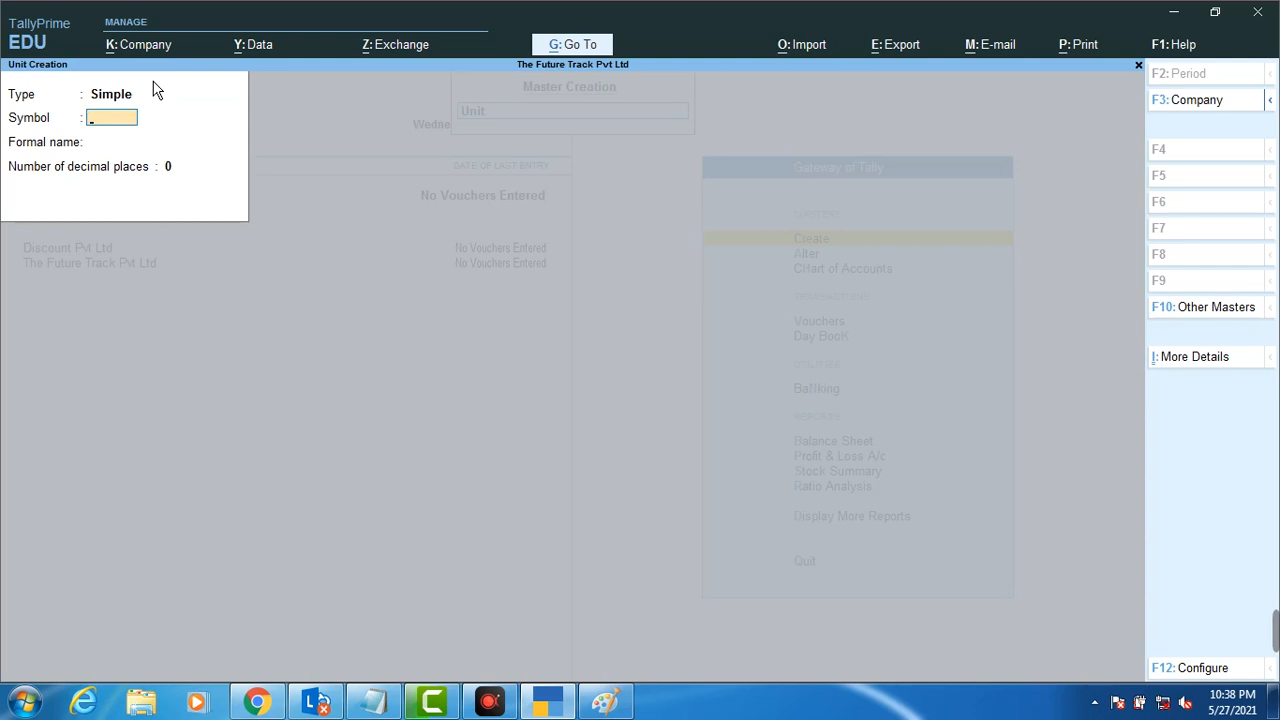 TallyPrime
EDU
MANAGE
K: Company
Y: Data
Z: Exchange
G: Go To
O: Import
E: Export
M: E-mail
P: Print
F1: Help
Unit Creation
The Future Track Pvt Ltd
Type : Simple
Symbol :
Formal name:
Number of decimal places : 0
Master Creation
Unit
Wedne
DATE OF LAST ENTRY
No Vouchers Entered
Discount Pvt Ltd No Vouchers Entered
The Future Track Pvt Ltd No Vouchers Entered
Gateway of Tally
MASTERS
Create
Alter
CHart of Accounts
TRANSACTIONS
Vouchers
Day BooK
UTILITIES
BaNking
REPORTS
Balance Sheet
Profit & Loss A/c
Stock Summary
Ratio Analysis
Display More Reports
Quit
F2: Period
F3: Company
F4
F5
F6
F7
F8
F9
F10: Other Masters
I: More Details
F12: Configure
10:38 PM
5/27/2021